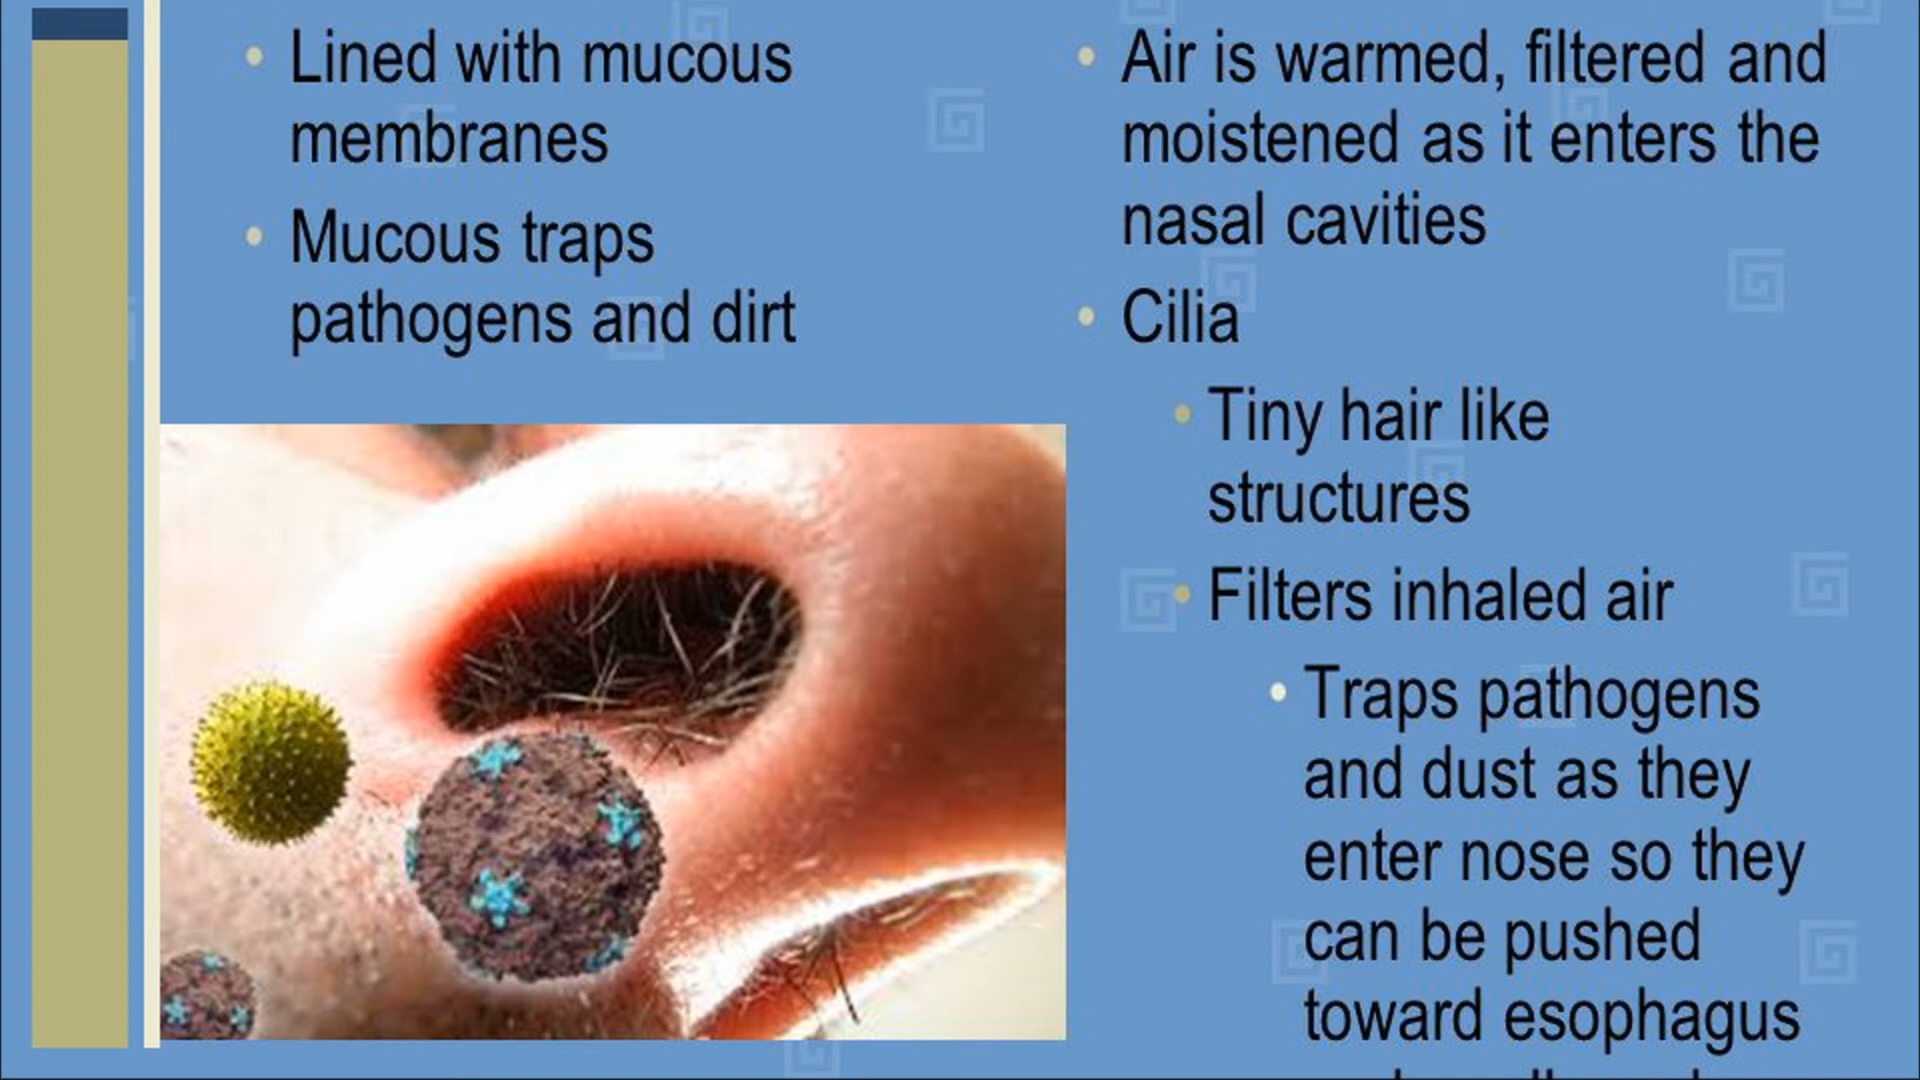 Lined with mucous
membranes
Mucous traps
pathogens and dirt
Air is warmed, filtered and
moistened as it enters the
nasal cavities
Cilia
Tiny hair like
structures
Filters inhaled air
Traps pathogens
and dust as they
enter nose so they
can be pushed
toward esophagus